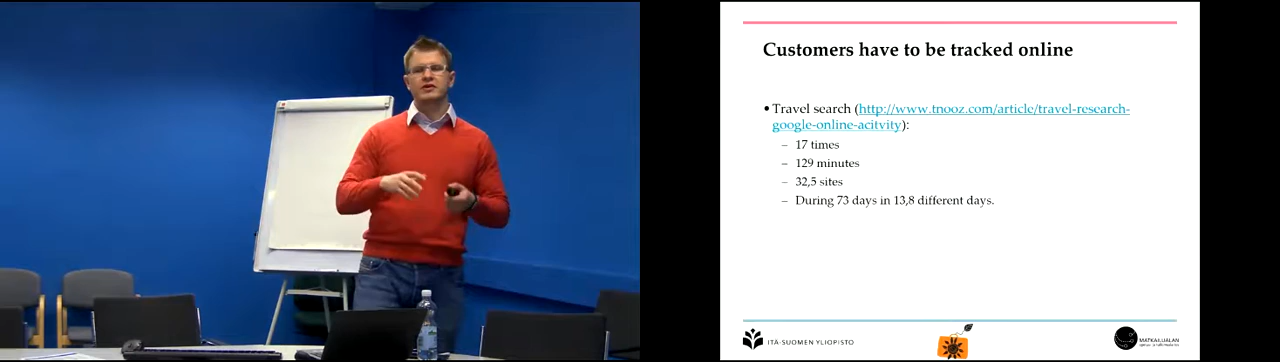 Customers have to be tracked online
• Travel search (http://www.tnooz.com/article/travel-research-
google-online-acitvity):
– 17 times
– 129 minutes
– 32,5 sites
– During 73 days in 13,8 different days.
ITÄ-SUOMEN YLIOPISTO
MATKAILUALAN